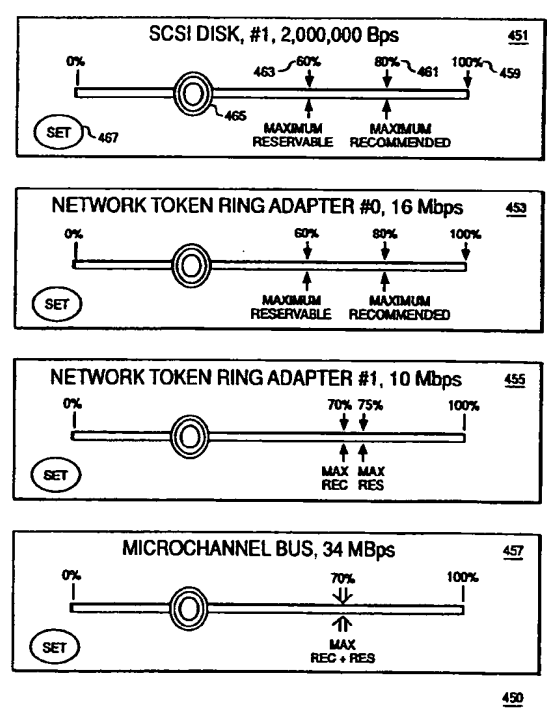 SCSI DISK, #1, 2,000,000 Bps 451
0% 463 60% 80% 461 100% 459
465
SET 467
MAXIMUM RESERVABLE
MAXIMUM RECOMMENDED
NETWORK TOKEN RING ADAPTER #0, 16 Mbps 453
0% 60% 80% 100%
SET
MAXIMUM RESERVABLE
MAXIMUM RECOMMENDED
NETWORK TOKEN RING ADAPTER #1, 10 Mbps 455
0% 70% 75% 100%
SET
MAX REC
MAX RES
MICROCHANNEL BUS, 34 MBps 457
0% 70% 100%
SET
MAX
REC + RES
450